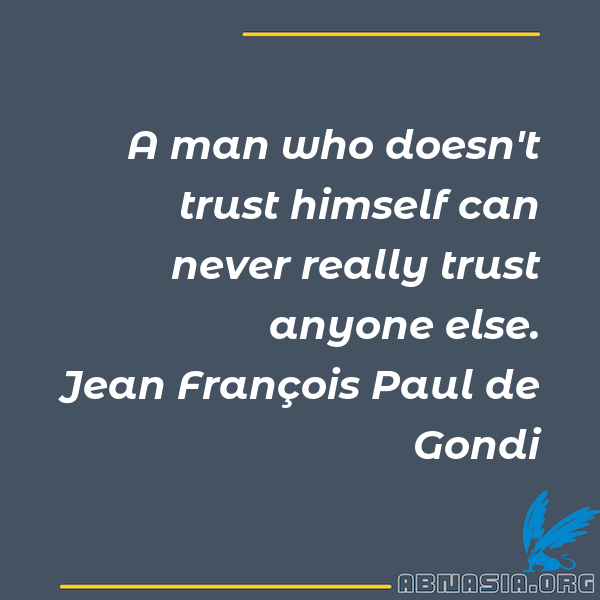 A man who doesn't
trust himself can
never really trust
anyone else.
Jean François Paul de
Gondi
ABNASIA.ORG